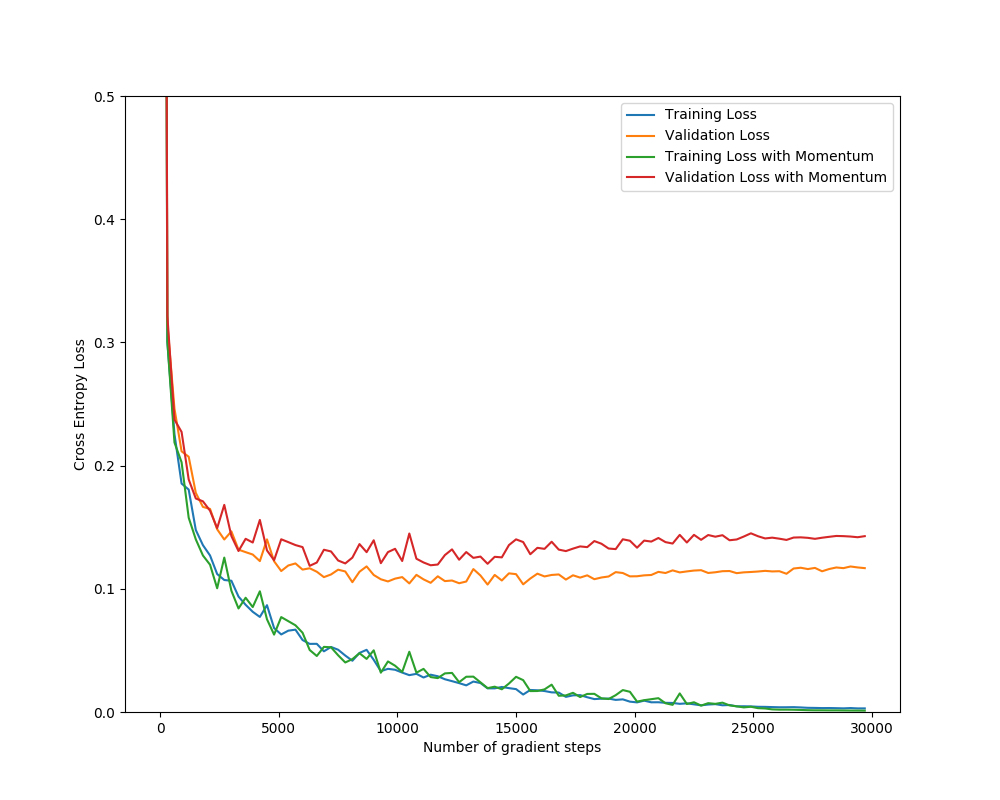 0.5
0.4
0.3
0.2
0.1
0.0
Cross Entropy Loss
Training Loss
Validation Loss
Training Loss with Momentum
Validation Loss with Momentum
0 5000 10000 15000 20000 25000 30000
Number of gradient steps